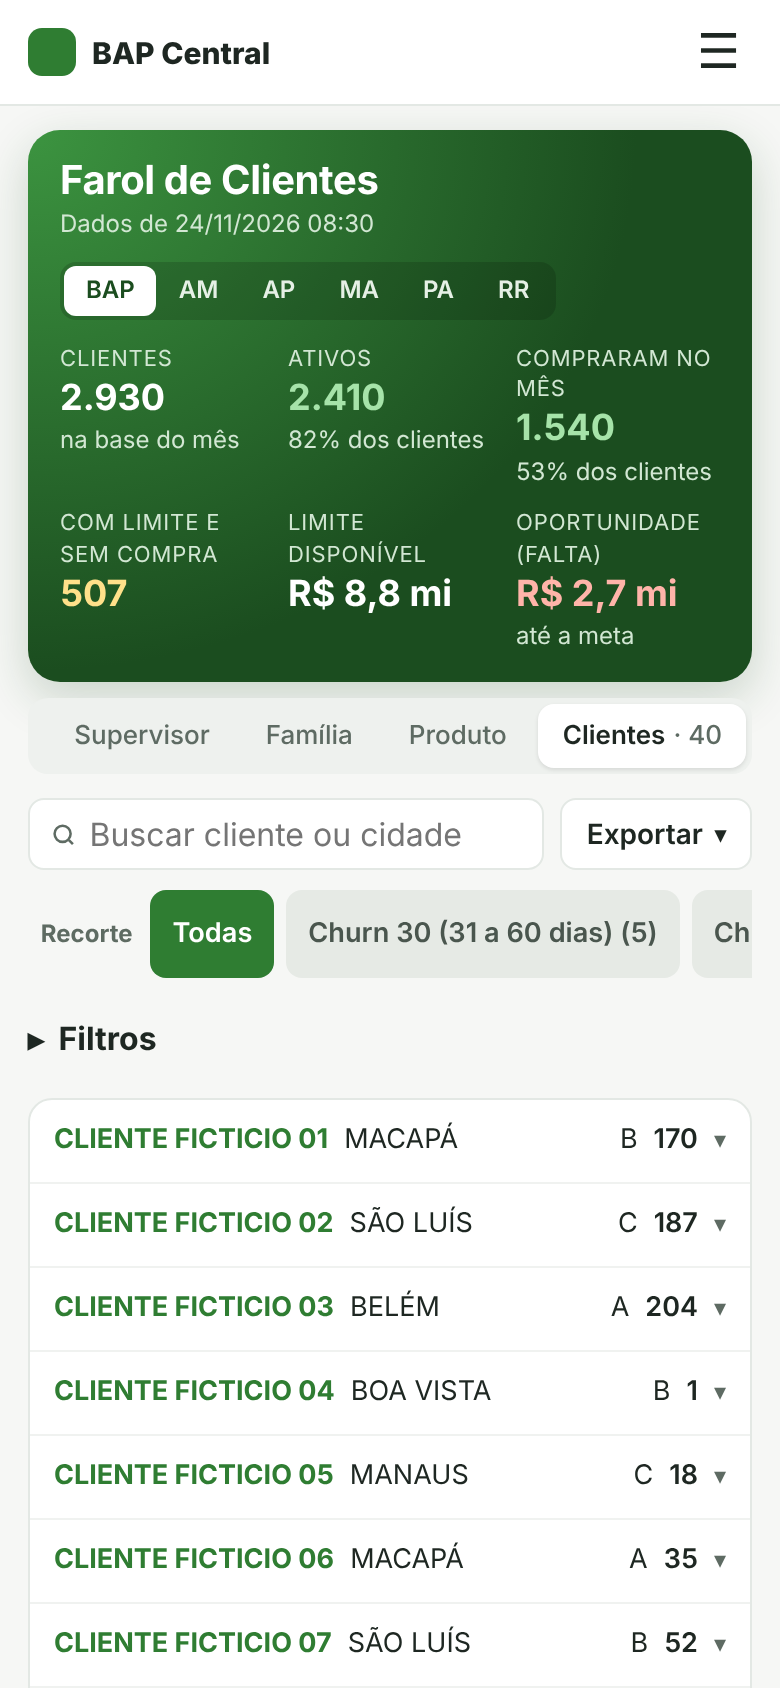 BAP Central
☰
Farol de Clientes
Dados de 24/11/2026 08:30
BAP AM AP MA PA RR
CLIENTES
2.930
na base do mês
ATIVOS
2.410
82% dos clientes
COMPRARAM NO
MÊS
1.540
53% dos clientes
COM LIMITE E
SEM COMPRA
507
LIMITE
DISPONÍVEL
R$ 8,8 mi
OPORTUNIDADE
(FALTA)
R$ 2,7 mi
até a meta
Supervisor Família Produto Clientes · 40
Buscar cliente ou cidade Exportar ▾
Recorte Todas Churn 30 (31 a 60 dias) (5) Ch
▸ Filtros
CLIENTE FICTICIO 01 MACAPÁ B 170 ▾
CLIENTE FICTICIO 02 SÃO LUÍS C 187 ▾
CLIENTE FICTICIO 03 BELÉM A 204 ▾
CLIENTE FICTICIO 04 BOA VISTA B 1 ▾
CLIENTE FICTICIO 05 MANAUS C 18 ▾
CLIENTE FICTICIO 06 MACAPÁ A 35 ▾
CLIENTE FICTICIO 07 SÃO LUÍS B 52 ▾